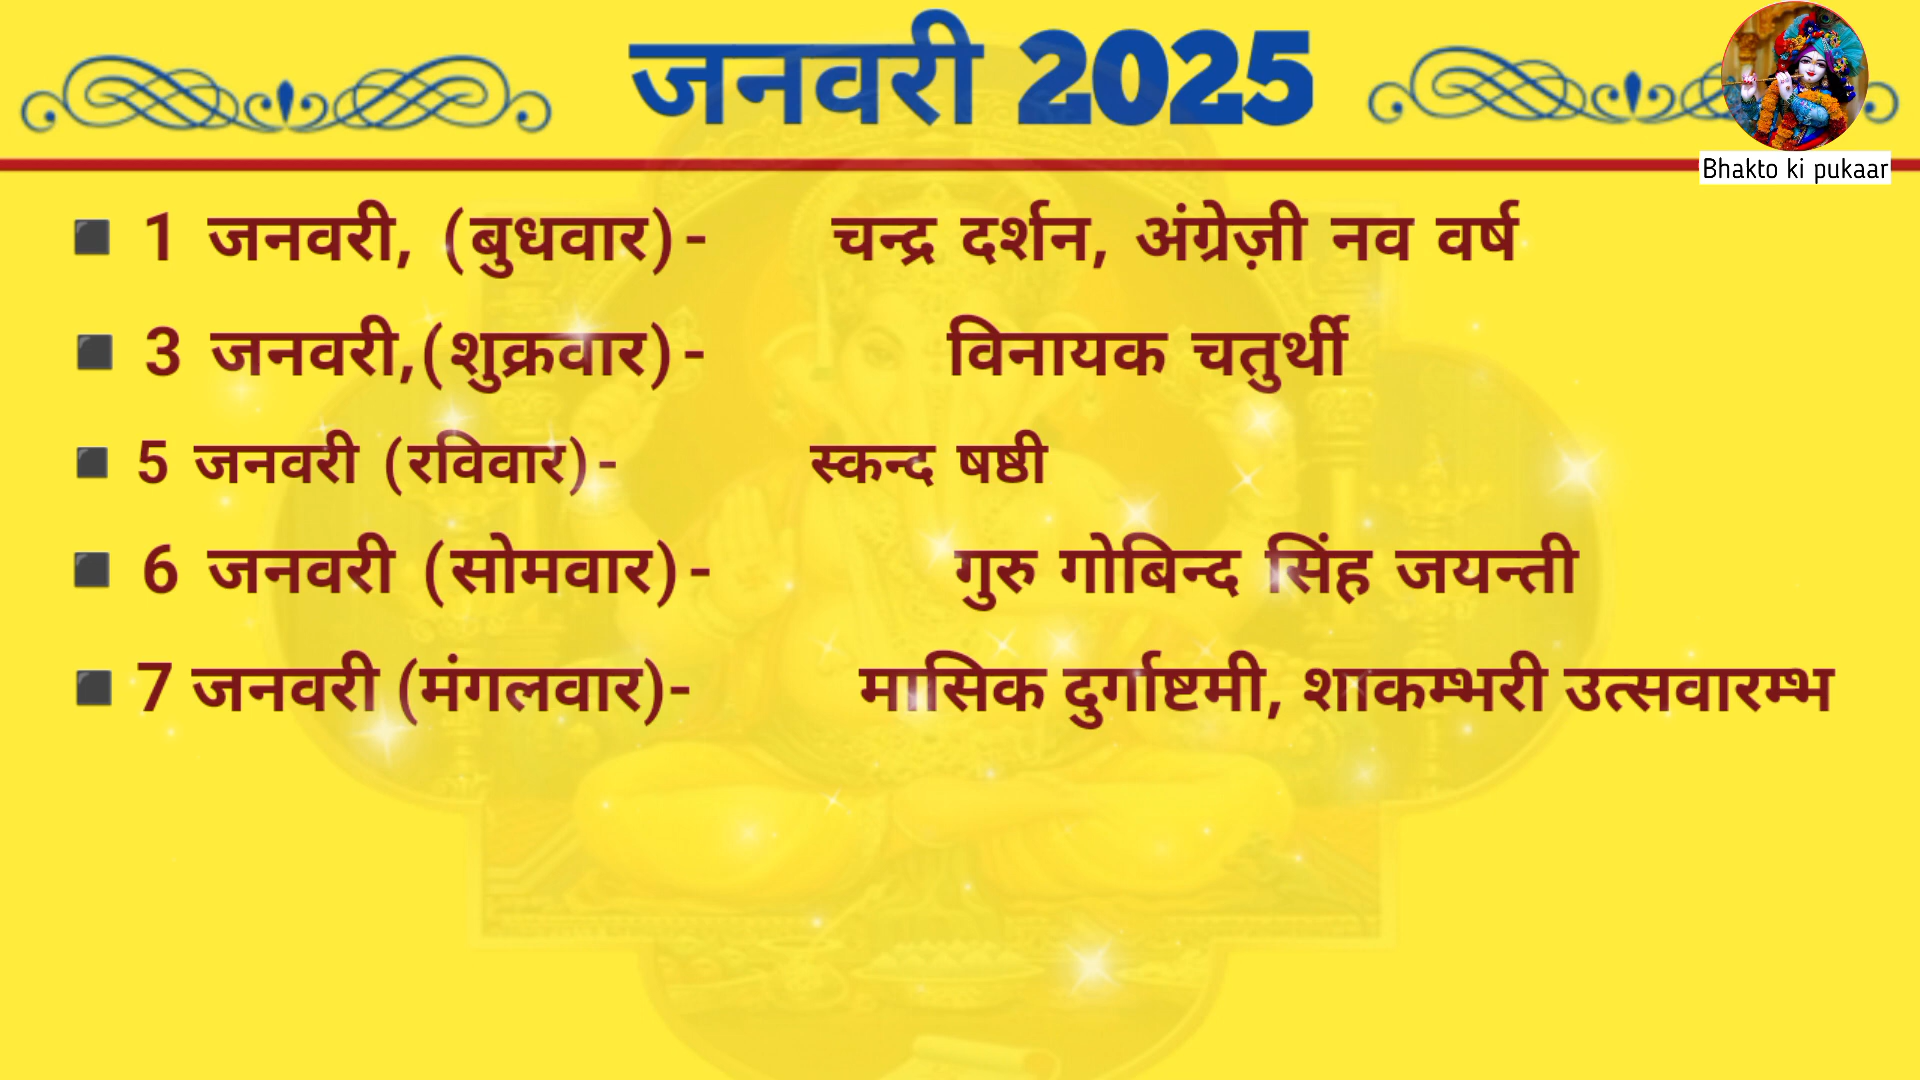 जनवरी 2025
Bhakto ki pukaar
1 जनवरी, (बुधवार)- चन्द्र दर्शन, अंग्रेज़ी नव वर्ष
3 जनवरी,(शुक्रवार)- विनायक चतुर्थी
5 जनवरी (रविवार)- स्कन्द षष्ठी
6 जनवरी (सोमवार)- गुरु गोबिन्द सिंह जयन्ती
7 जनवरी (मंगलवार)- मासिक दुर्गाष्टमी, शाकम्भरी उत्सवारम्भ